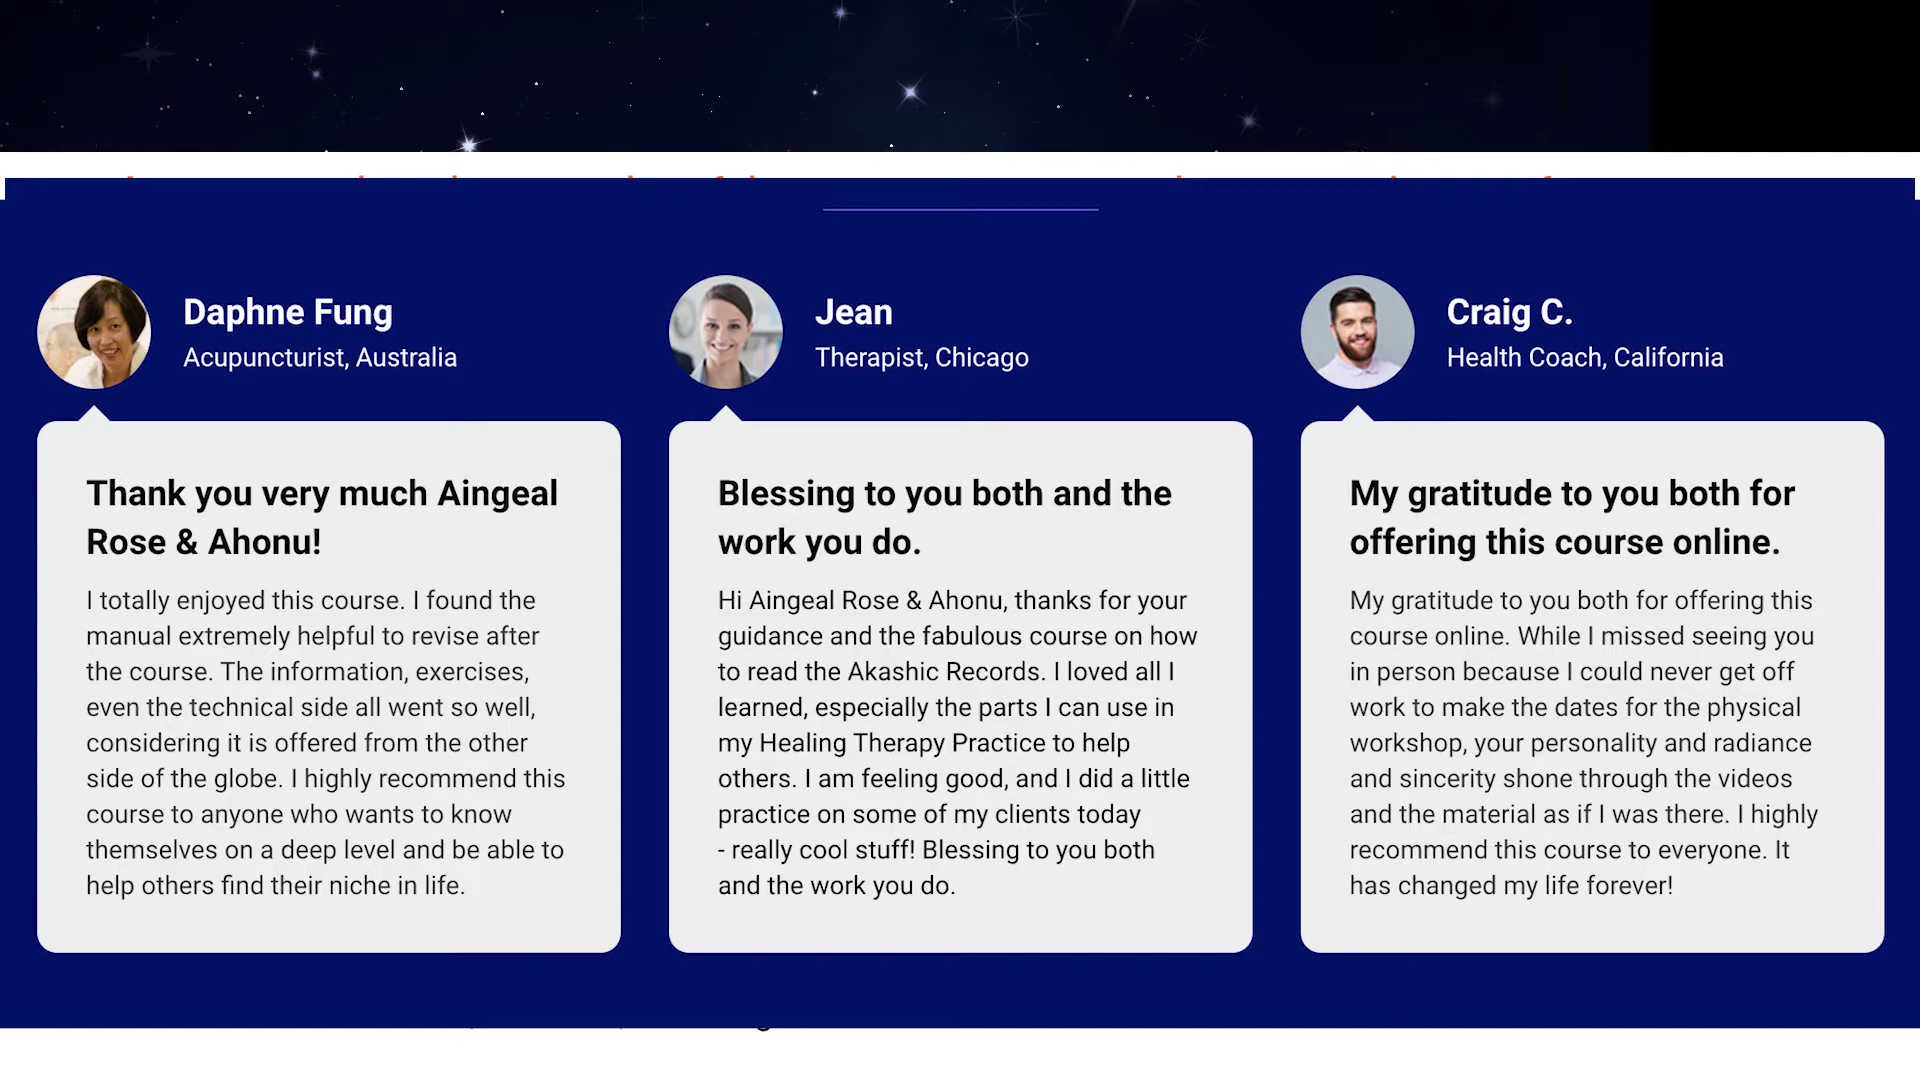 Daphne Fung
Acupuncturist, Australia
Thank you very much Aingeal
Rose & Ahonu!
I totally enjoyed this course. I found the
manual extremely helpful to revise after
the course. The information, exercises,
even the technical side all went so well,
considering it is offered from the other
side of the globe. I highly recommend this
course to anyone who wants to know
themselves on a deep level and be able to
help others find their niche in life.
Jean
Therapist, Chicago
Blessing to you both and the
work you do.
Hi Aingeal Rose & Ahonu, thanks for your
guidance and the fabulous course on how
to read the Akashic Records. I loved all I
learned, especially the parts I can use in
my Healing Therapy Practice to help
others. I am feeling good, and I did a little
practice on some of my clients today
- really cool stuff! Blessing to you both
and the work you do.
Craig C.
Health Coach, California
My gratitude to you both for
offering this course online.
My gratitude to you both for offering this
course online. While I missed seeing you
in person because I could never get off
work to make the dates for the physical
workshop, your personality and radiance
and sincerity shone through the videos
and the material as if I was there. I highly
recommend this course to everyone. It
has changed my life forever!